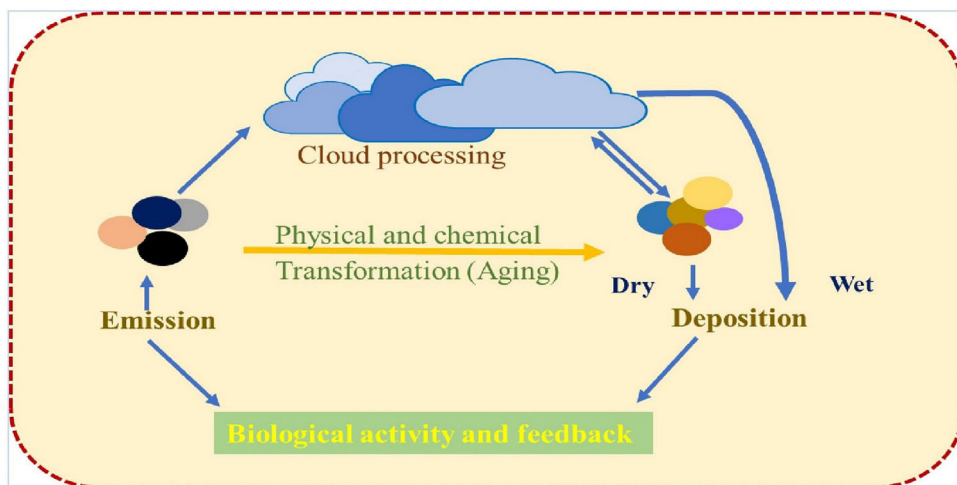 Cloud processing
Physical and chemical
Transformation (Aging)
Dry
Wet
Emission
Deposition
Biological activity and feedback